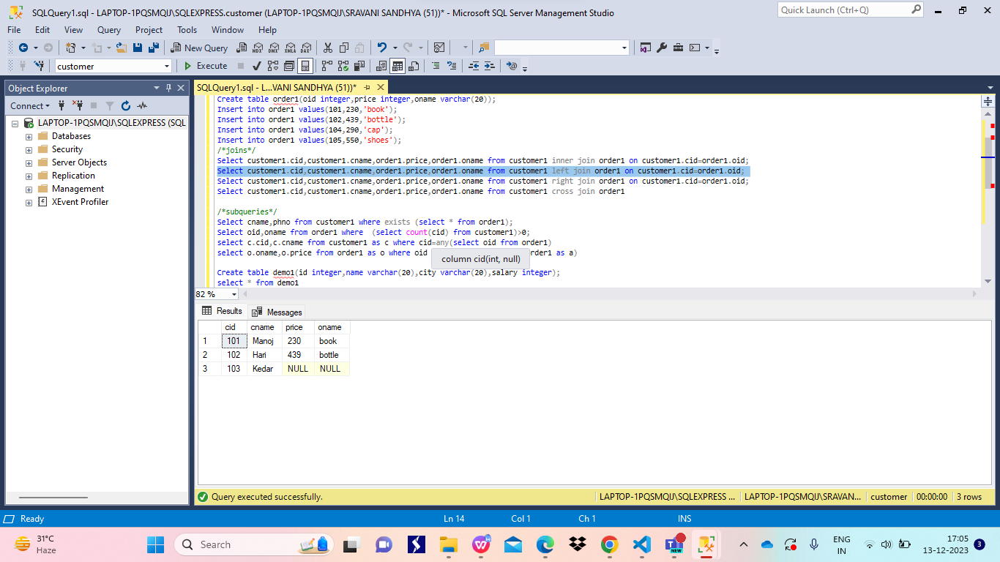 SQLQuery1.sql - LAPTOP-1PQSMQIJ\SQLEXPRESS.customer (LAPTOP-1PQSMQIJ\SRAVANI SANDHYA (51))* - Microsoft SQL Server Management Studio
Quick Launch (Ctrl+Q)
File Edit View Query Project Tools Window Help
New Query MDX DMX XMLA DAX
customer Execute
Object Explorer
Connect
LAPTOP-1PQSMQIJ\SQLEXPRESS (SQL
Databases
Security
Server Objects
Replication
Management
XEvent Profiler
SQLQuery1.sql - L...VANI SANDHYA (51))*
Create table order1(oid integer,price integer,oname varchar(20));
Insert into order1 values(101,230,'book');
Insert into order1 values(102,439,'bottle');
Insert into order1 values(104,290,'cap');
Insert into order1 values(105,550,'shoes');
/*joins*/
Select customer1.cid,customer1.cname,order1.price,order1.oname from customer1 inner join order1 on customer1.cid=order1.oid;
Select customer1.cid,customer1.cname,order1.price,order1.oname from customer1 left join order1 on customer1.cid=order1.oid;
Select customer1.cid,customer1.cname,order1.price,order1.oname from customer1 right join order1 on customer1.cid=order1.oid;
Select customer1.cid,customer1.cname,order1.price,order1.oname from customer1 cross join order1
/*subqueries*/
Select cname,phno from customer1 where exists (select * from order1);
Select oid,oname from order1 where  (select count(cid) from customer1)>0;
select c.cid,c.cname from customer1 as c where cid=any(select oid from order1)
select o.oname,o.price from order1 as o where oid order1 as a)
column cid(int, null)
Create table demo1(id integer,name varchar(20),city varchar(20),salary integer);
select * from demo1
82 %
Results Messages
cid cname price oname
1 101 Manoj 230 book
2 102 Hari 439 bottle
3 103 Kedar NULL NULL
Query executed successfully. LAPTOP-1PQSMQIJ\SQLEXPRESS ... LAPTOP-1PQSMQIJ\SRAVAN... customer 00:00:00 3 rows
Ready Ln 14 Col 1 Ch 1 INS
31°C
Haze
Search
NEW
ENG
IN
17:05
13-12-2023
3